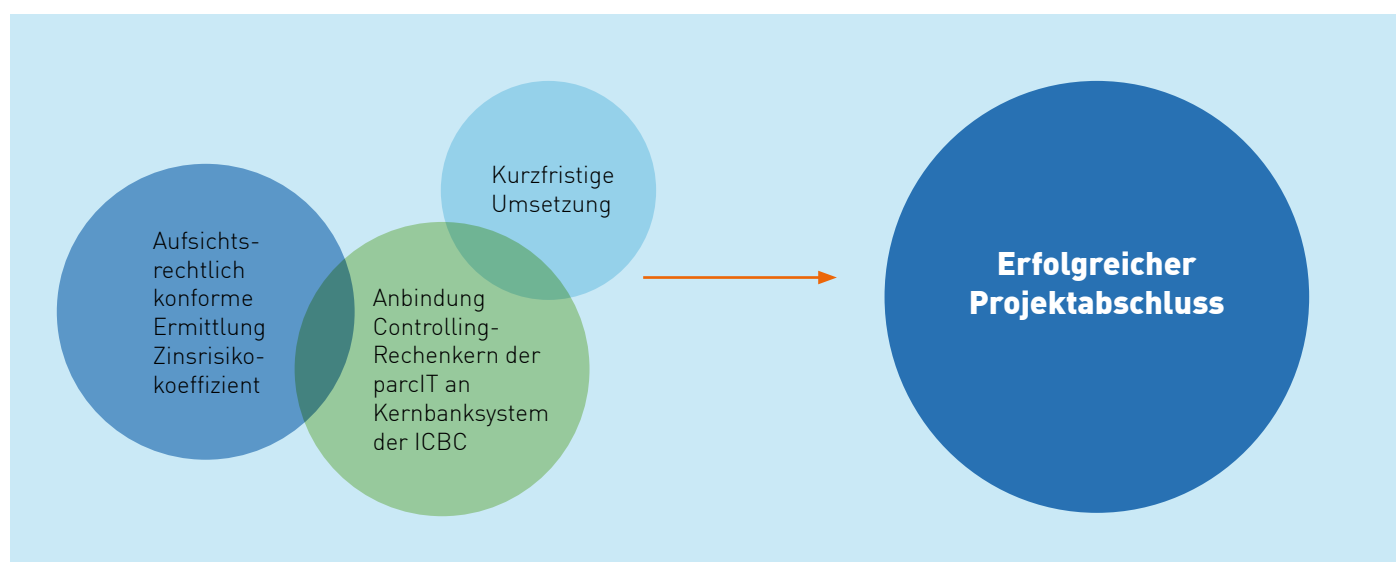 Aufsichts-
rechtlich
konforme
Ermittlung
Zinsrisiko-
koeffizient
Kurzfristige
Umsetzung
Anbindung
Controlling-
Rechenkern der
parcIT an
Kernbanksystem
der ICBC
Erfolgreicher
Projektabschluss